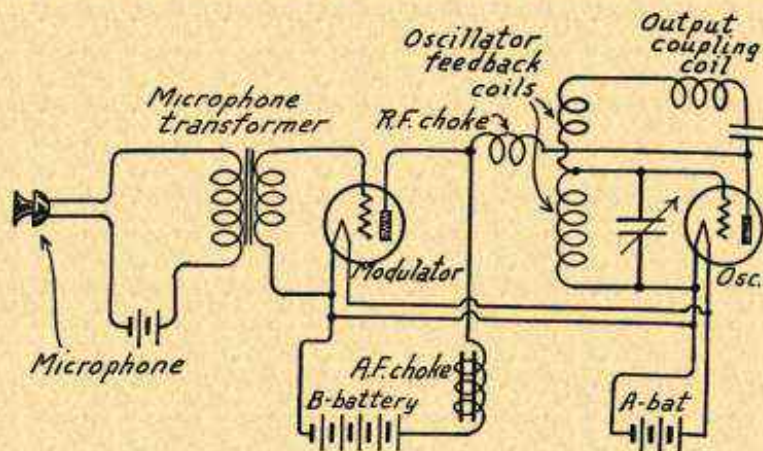 Microphone
transformer
Oscillator
feedback
coils
Output
coupling
coil
R.F. choke
Modulator
Osc.
Microphone
A.F. choke
B-battery
A-bat